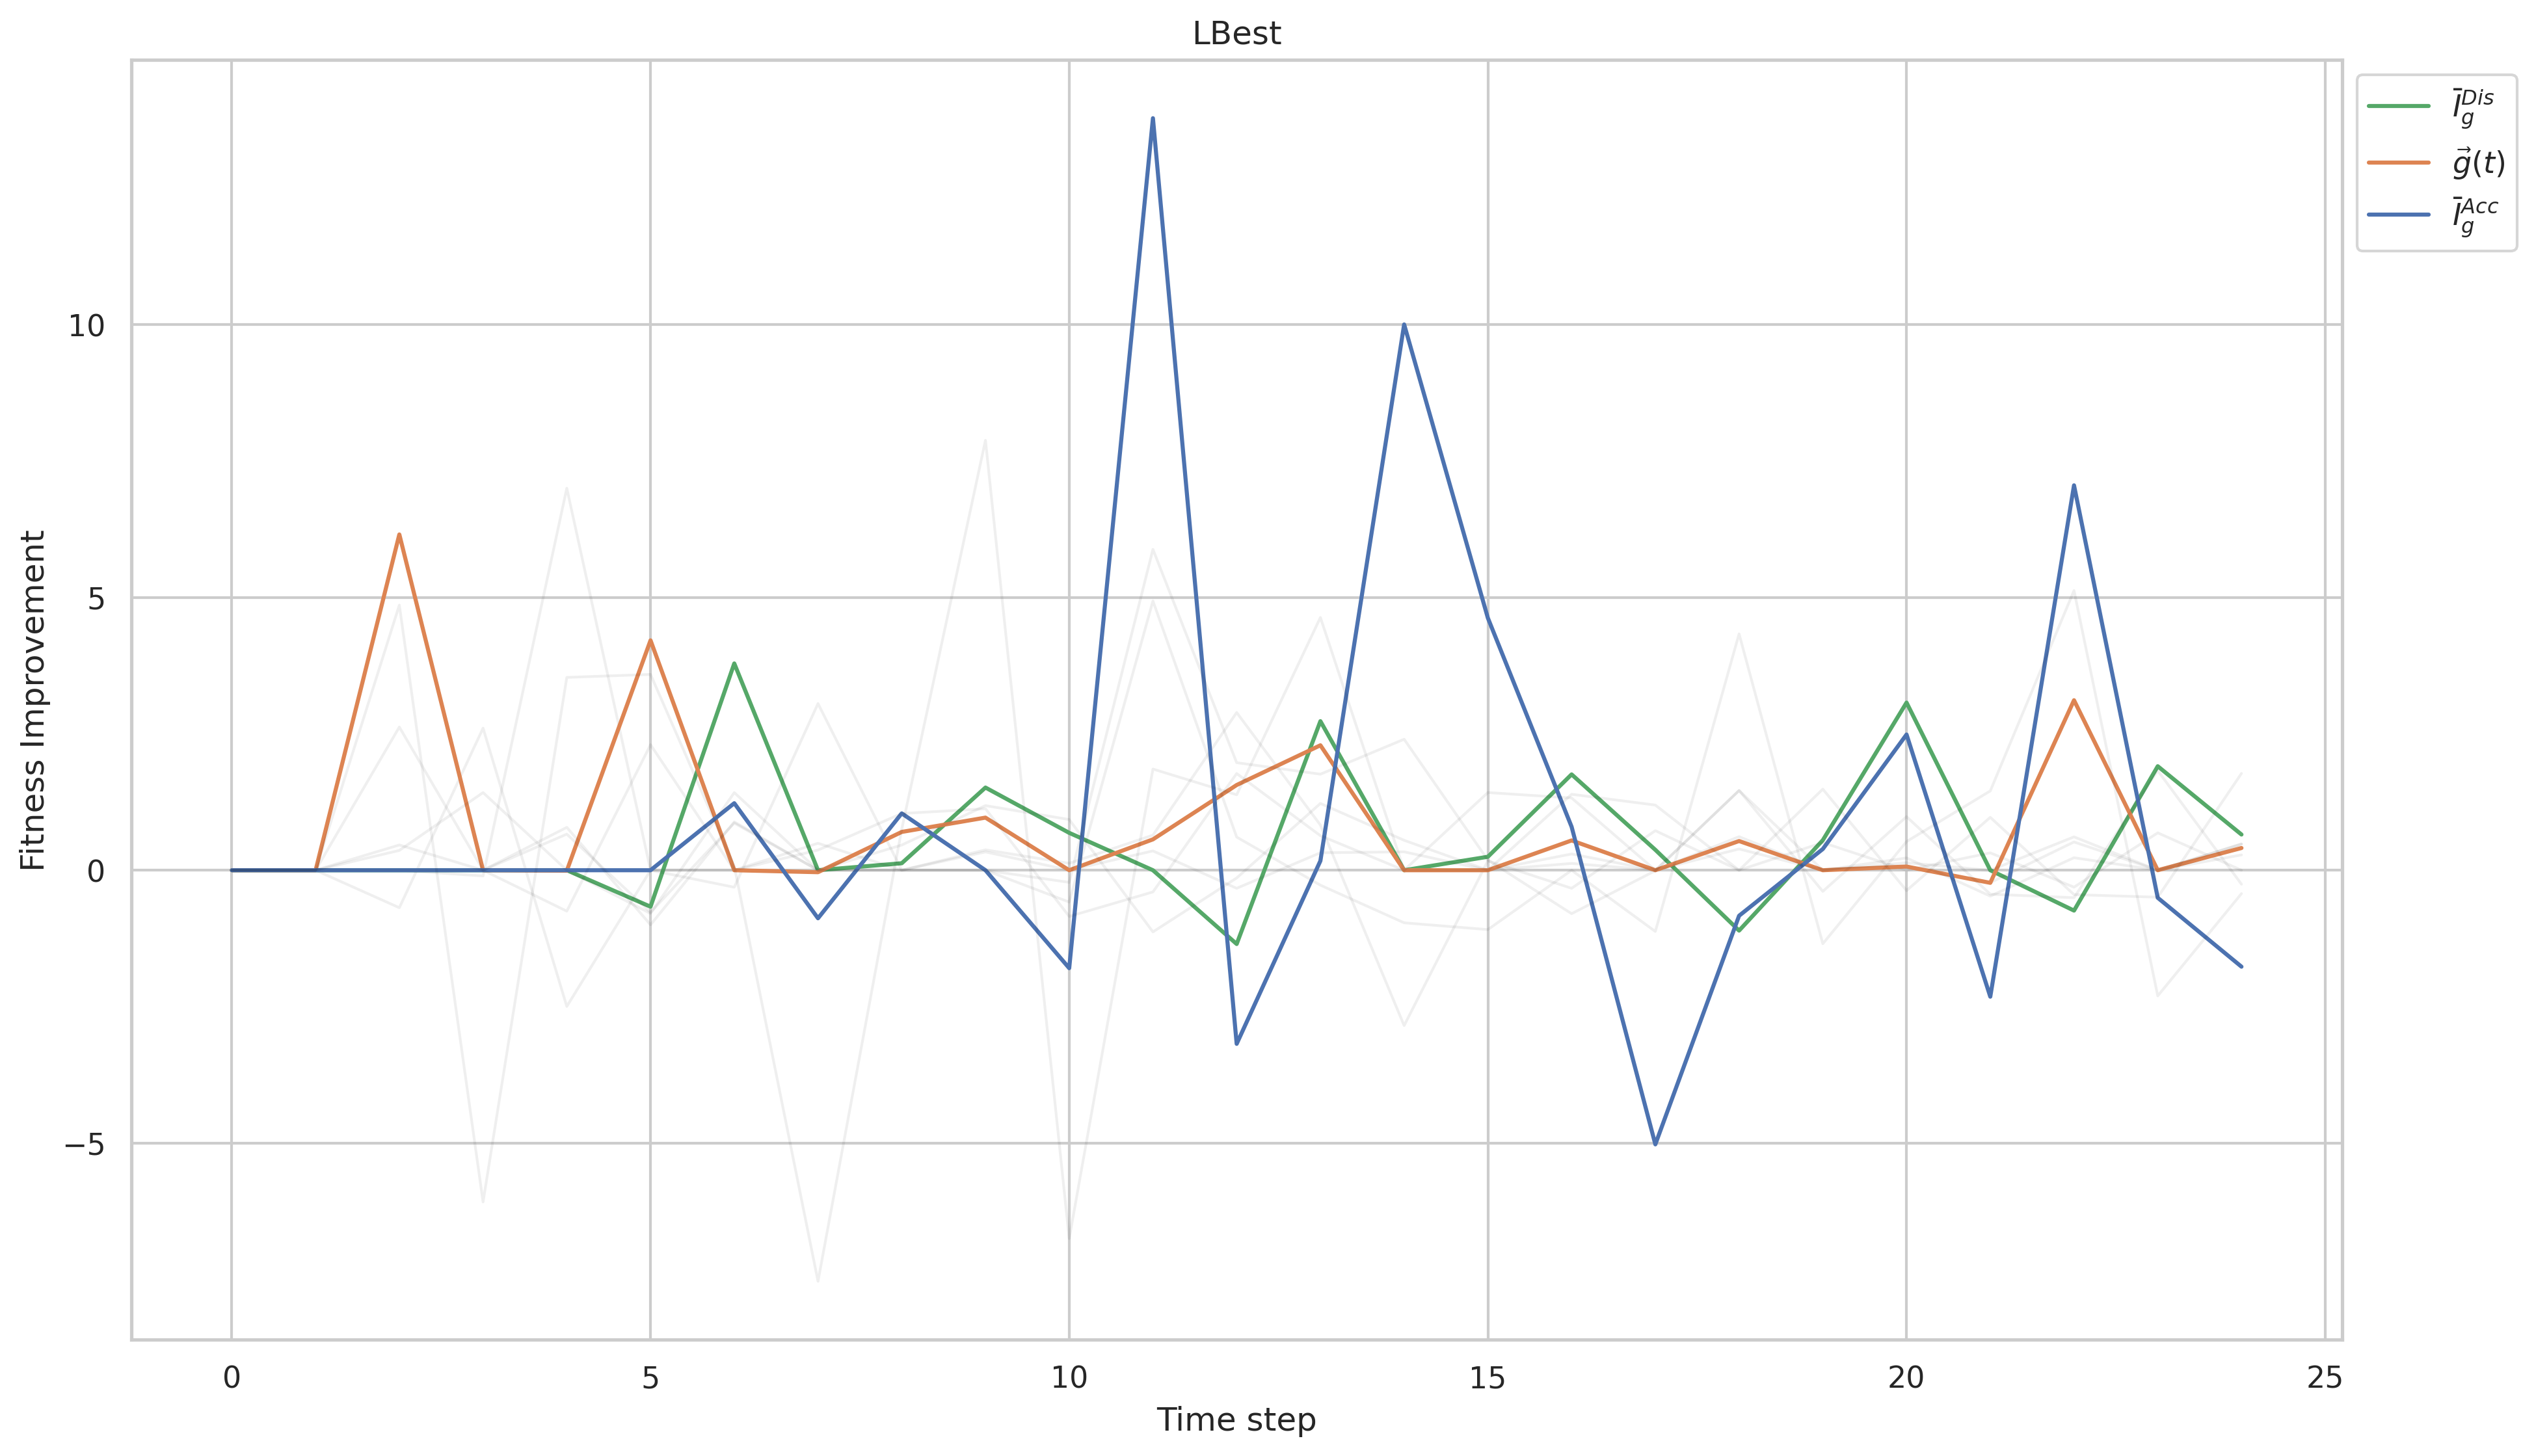 LBest
Ī_g^{Dis}
g⃗(t)
Ī_g^{Acc}
Fitness Improvement
10
5
0
−5
0 5 10 15 20 25
Time step